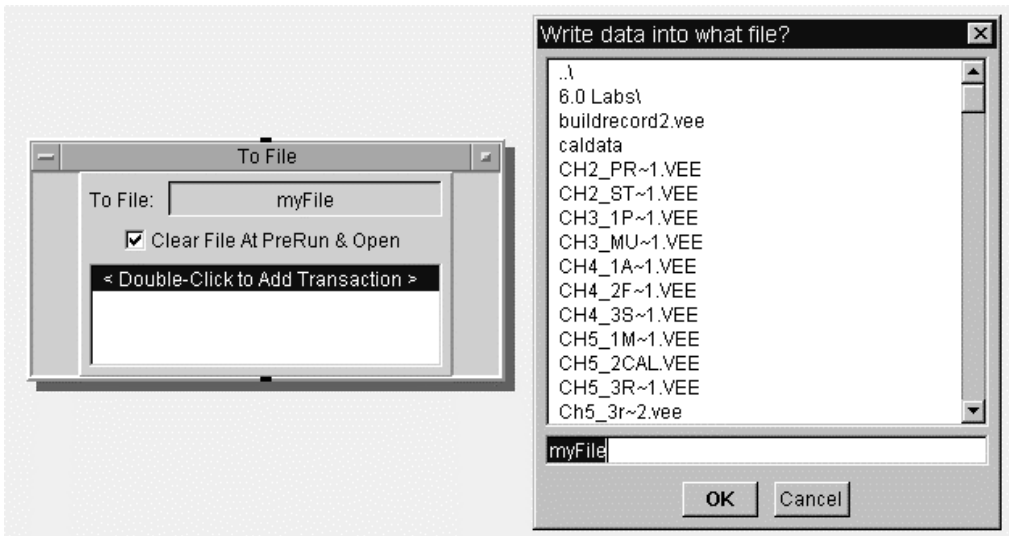 To File
To File: myFile
Clear File At PreRun & Open
< Double-Click to Add Transaction >
Write data into what file?
..\
6.0 Labs\
buildrecord2.vee
caldata
CH2_PR~1.VEE
CH2_ST~1.VEE
CH3_1P~1.VEE
CH3_MU~1.VEE
CH4_1A~1.VEE
CH4_2F~1.VEE
CH4_3S~1.VEE
CH5_1M~1.VEE
CH5_2CAL.VEE
CH5_3R~1.VEE
Ch5_3r~2.vee
myFile
OK Cancel